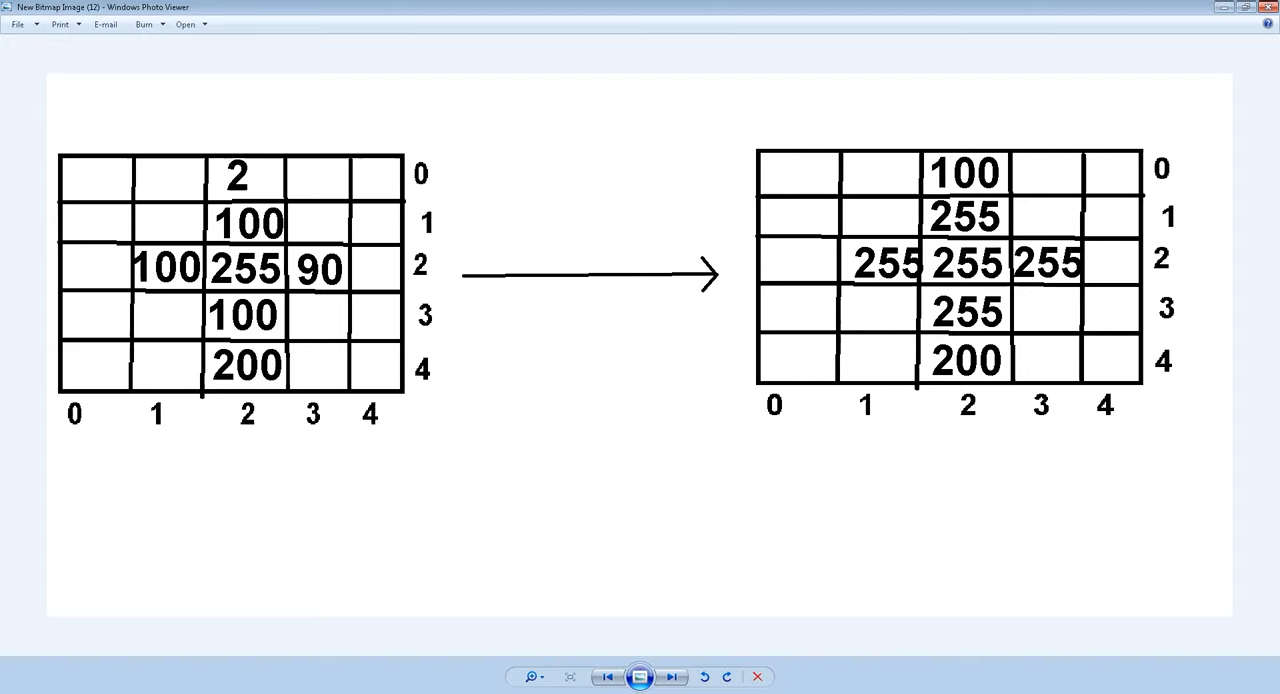 New Bitmap Image (12) - Windows Photo Viewer
File Print E-mail Burn Open
2 0
100 1
100 255 90 2
100 3
200 4
0 1 2 3 4
100 0
255 1
255 255 255 2
255 3
200 4
0 1 2 3 4